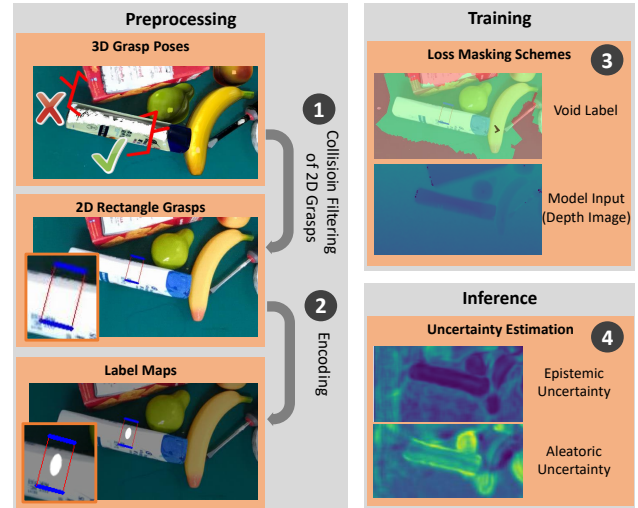 Preprocessing
3D Grasp Poses
1
Collisioin Filtering
of 2D Grasps
2D Rectangle Grasps
2
Encoding
Label Maps
Training
Loss Masking Schemes
3
Void Label
Model Input
(Depth Image)
Inference
Uncertainty Estimation
4
Epistemic
Uncertainty
Aleatoric
Uncertainty